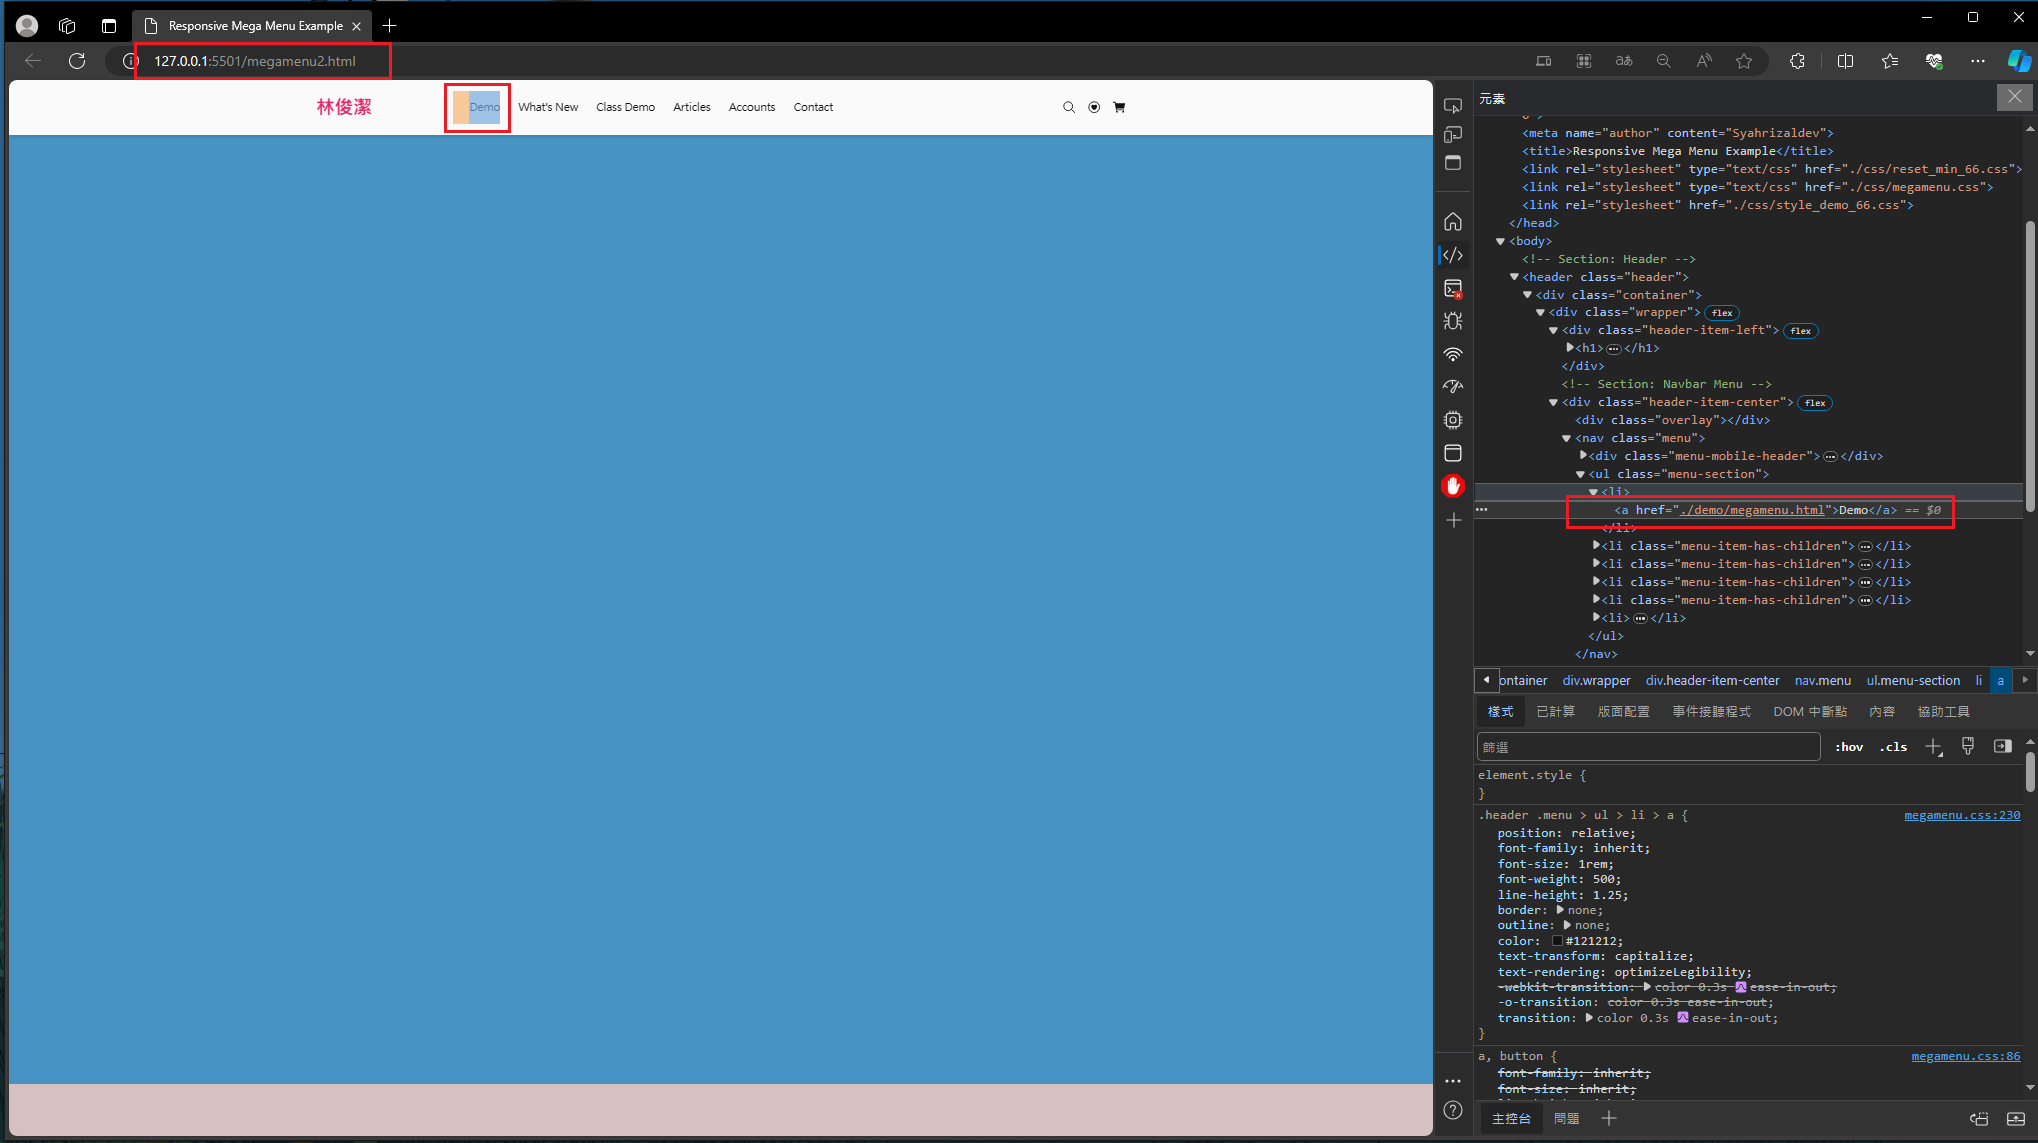 Responsive Mega Menu Example
127.0.0.1:5501/megamenu2.html
林俊潔
Demo What's New Class Demo Articles Accounts Contact
元素
<meta name="author" content="Syahrizaldev">
<title>Responsive Mega Menu Example</title>
<link rel="stylesheet" type="text/css" href="./css/reset_min_66.css">
<link rel="stylesheet" type="text/css" href="./css/megamenu.css">
<link rel="stylesheet" href="./css/style_demo_66.css">
</head>
<body>
<!-- Section: Header -->
<header class="header">
<div class="container">
<div class="wrapper"> flex
<div class="header-item-left"> flex
<h1> … </h1>
</div>
<!-- Section: Navbar Menu -->
<div class="header-item-center"> flex
<div class="overlay"></div>
<nav class="menu">
<div class="menu-mobile-header"> … </div>
<ul class="menu-section">
<li>
<a href="./demo/megamenu.html">Demo</a> == $0
</li>
<li class="menu-item-has-children"> … </li>
<li class="menu-item-has-children"> … </li>
<li class="menu-item-has-children"> … </li>
<li class="menu-item-has-children"> … </li>
<li> … </li>
</ul>
</nav>
ontainer div.wrapper div.header-item-center nav.menu ul.menu-section li a
樣式 已計算 版面配置 事件接聽程式 DOM 中斷點 內容 協助工具
篩選 :hov .cls
element.style {
}
.header .menu > ul > li > a { megamenu.css:230
position: relative;
font-family: inherit;
font-size: 1rem;
font-weight: 500;
line-height: 1.25;
border: none;
outline: none;
color: #121212;
text-transform: capitalize;
text-rendering: optimizeLegibility;
-webkit-transition: color 0.3s ease-in-out;
-o-transition: color 0.3s ease-in-out;
transition: color 0.3s ease-in-out;
}
a, button { megamenu.css:86
font-family: inherit;
font-size: inherit;
主控台 問題